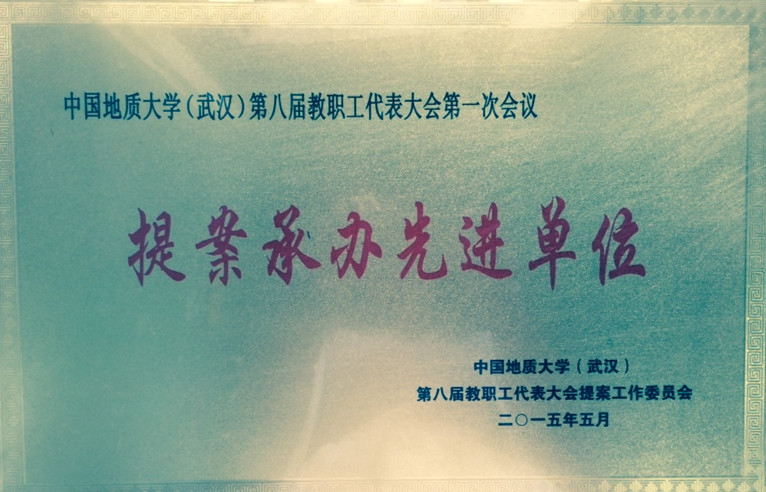 中国地质大学(武汉)第八届教职工代表大会第一次会议
提案承办先进单位
中国地质大学(武汉)
第八届教职工代表大会提案工作委员会
二〇一五年五月